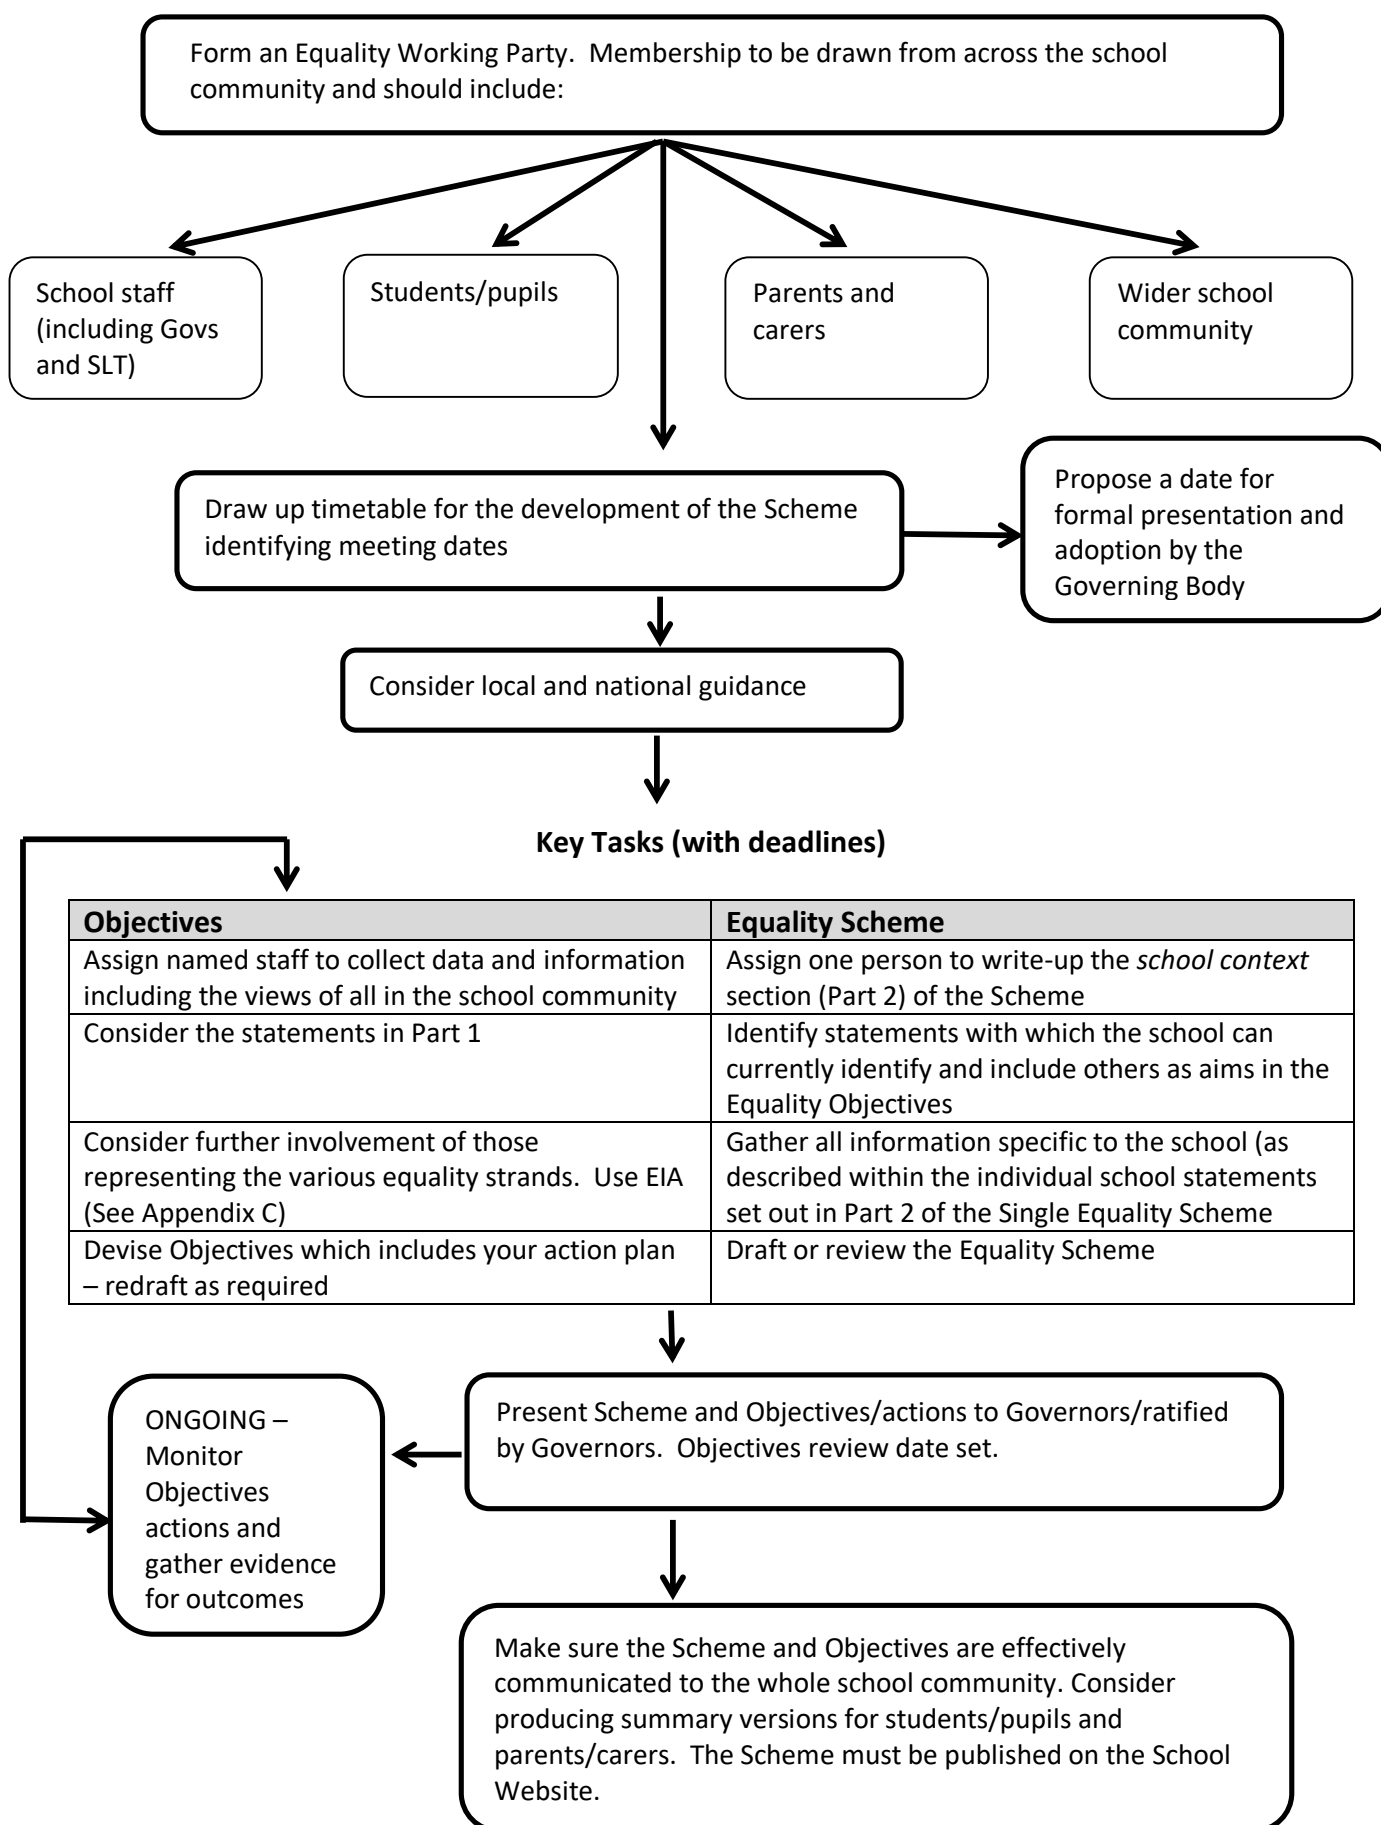 Form an Equality Working Party.  Membership to be drawn from across the school
community and should include:
School staff
(including Govs
and SLT)
Students/pupils
Parents and
carers
Wider school
community
Draw up timetable for the development of the Scheme
identifying meeting dates
Propose a date for
formal presentation and
adoption by the
Governing Body
Consider local and national guidance
Key Tasks (with deadlines)
Objectives
Equality Scheme
Assign named staff to collect data and information
including the views of all in the school community
Assign one person to write-up the school context
section (Part 2) of the Scheme
Consider the statements in Part 1
Identify statements with which the school can
currently identify and include others as aims in the
Equality Objectives
Consider further involvement of those
representing the various equality strands.  Use EIA
(See Appendix C)
Gather all information specific to the school (as
described within the individual school statements
set out in Part 2 of the Single Equality Scheme
Devise Objectives which includes your action plan
– redraft as required
Draft or review the Equality Scheme
ONGOING –
Monitor
Objectives
actions and
gather evidence
for outcomes
Present Scheme and Objectives/actions to Governors/ratified
by Governors.  Objectives review date set.
Make sure the Scheme and Objectives are effectively
communicated to the whole school community. Consider
producing summary versions for students/pupils and
parents/carers.  The Scheme must be published on the School
Website.